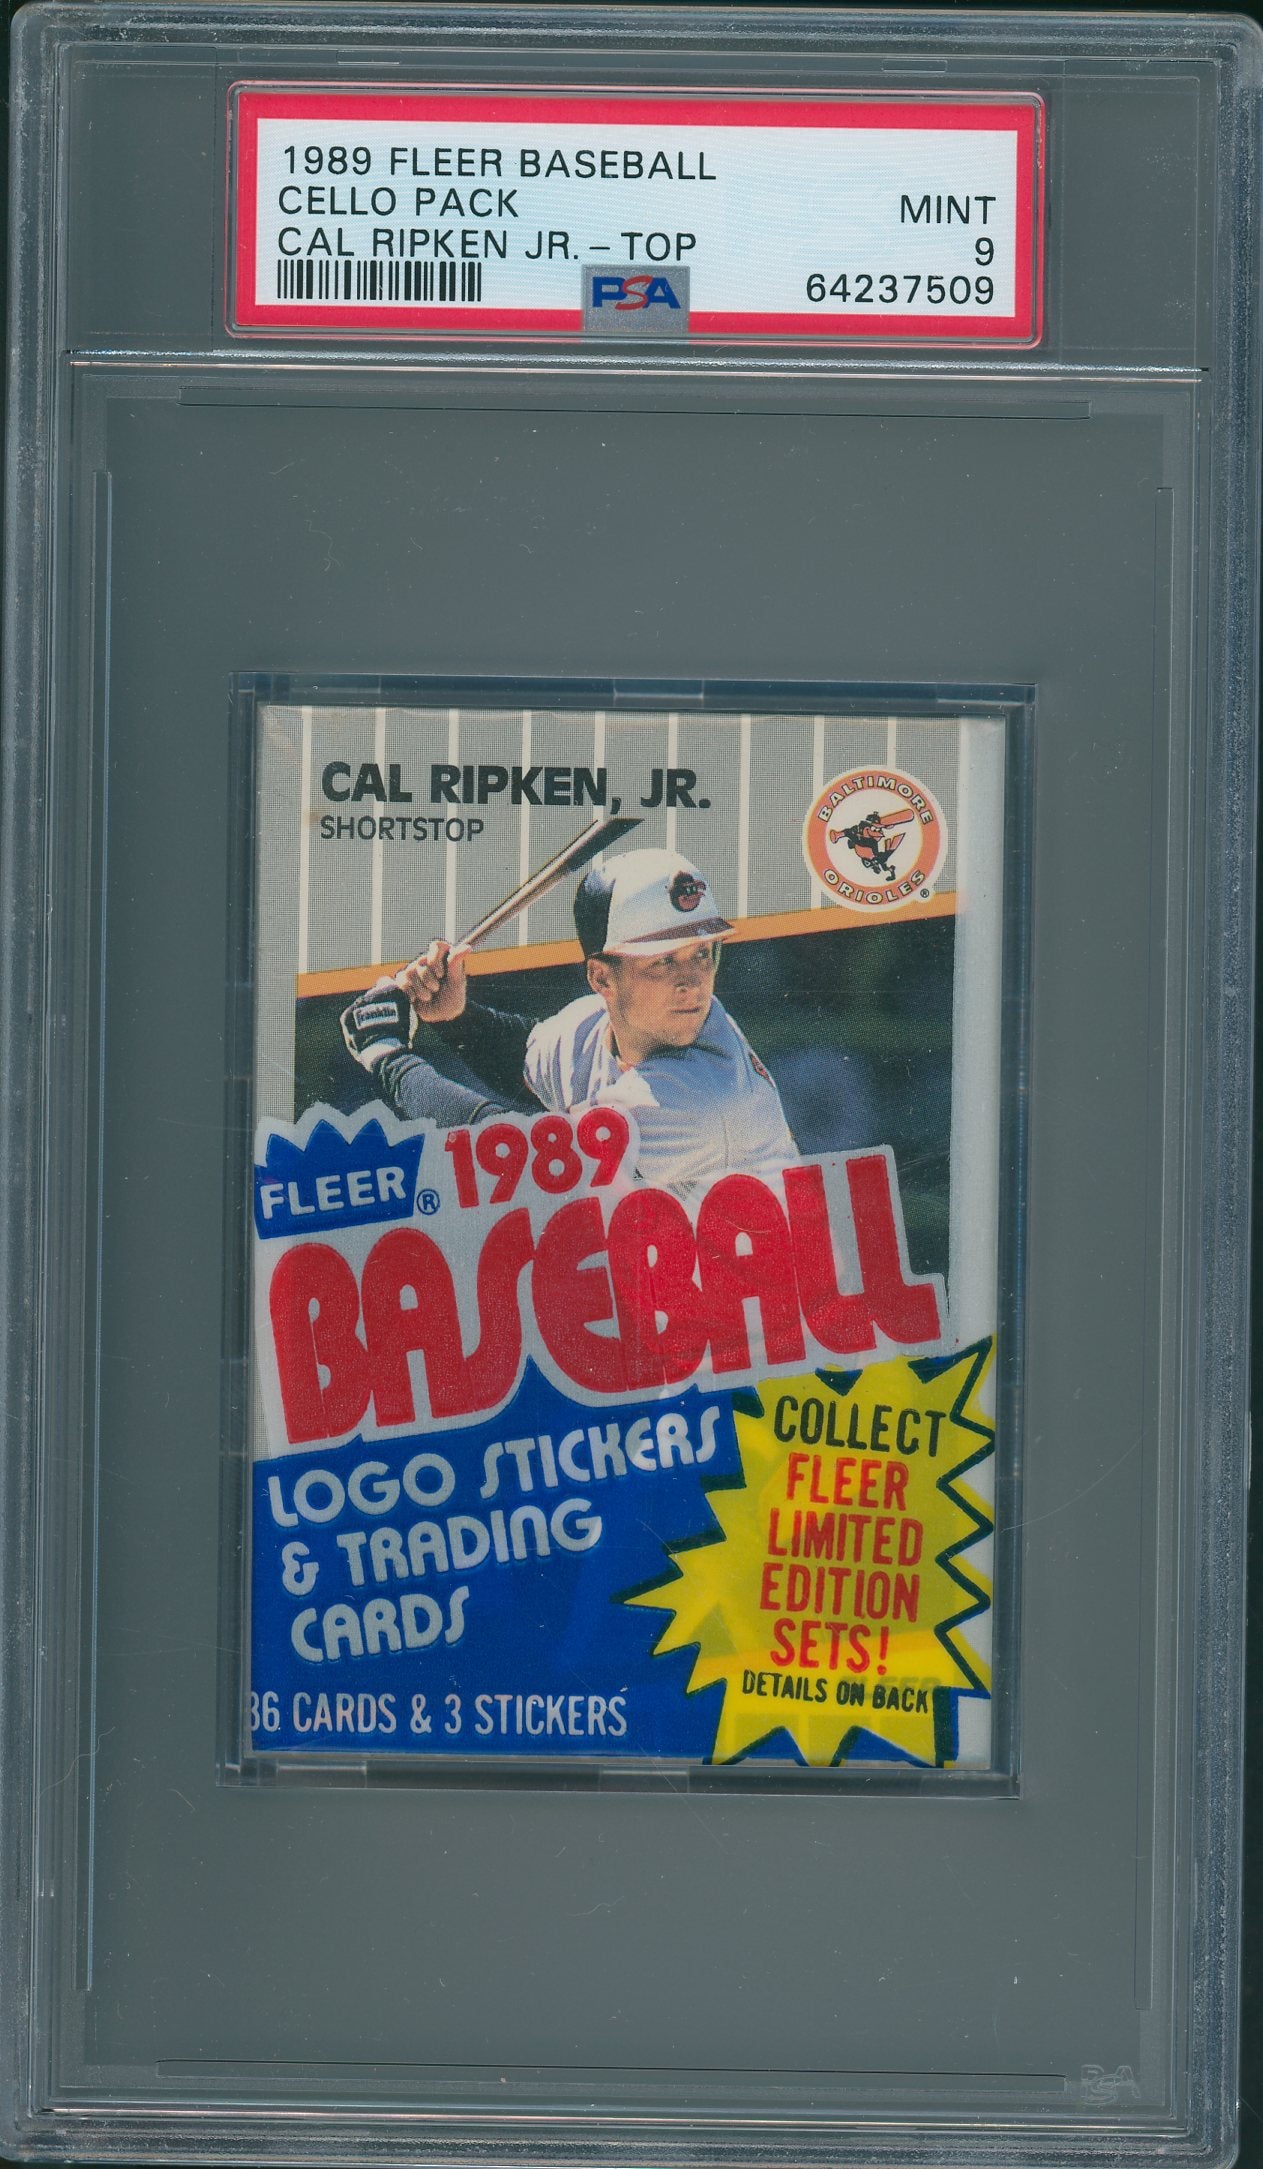 1989 FLEER BASEBALL
CELLO PACK
MINT
CAL RIPKEN JR. – TOP
9
PSA
64237509
CAL RIPKEN, JR.
SHORTSTOP
BALTIMORE
ORIOLES ®
Franklin
FLEER ®
1989
BASEBALL
LOGO STICKERS
& TRADING
CARDS
36 CARDS & 3 STICKERS
COLLECT
FLEER
LIMITED
EDITION
SETS!
DETAILS ON BACK
PSA